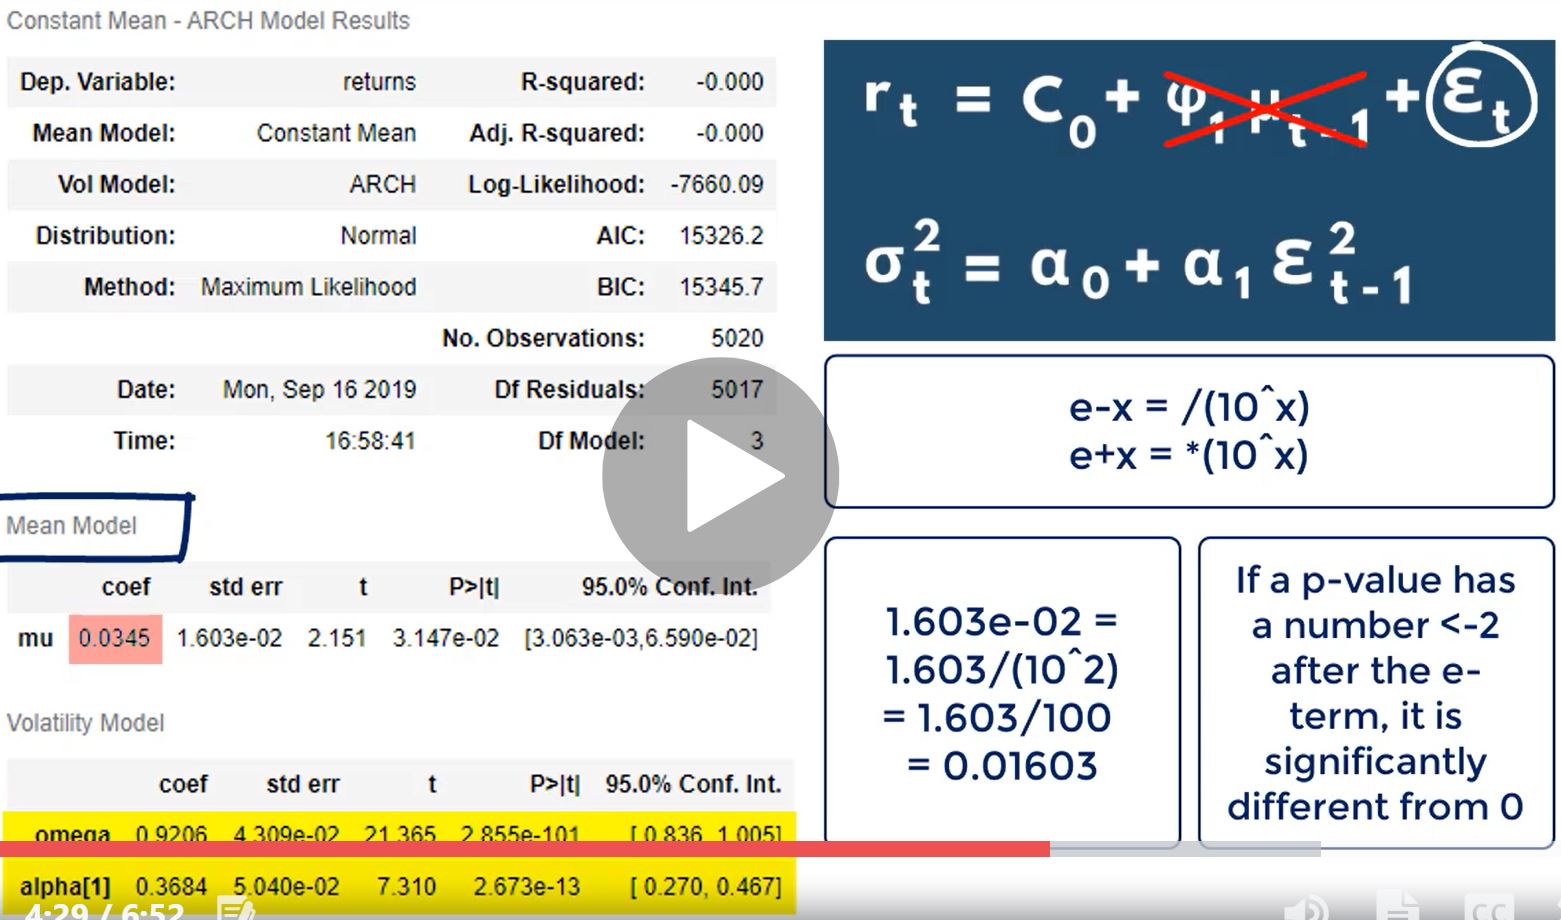 Constant Mean - ARCH Model Results
Dep. Variable: returns R-squared: -0.000
Mean Model: Constant Mean Adj. R-squared: -0.000
Vol Model: ARCH Log-Likelihood: -7660.09
Distribution: Normal AIC: 15326.2
Method: Maximum Likelihood BIC: 15345.7
No. Observations: 5020
Date: Mon, Sep 16 2019 Df Residuals: 5017
Time: 16:58:41 Df Model: 3
Mean Model
coef std err t P>|t| 95.0% Conf. Int.
mu 0.0345 1.603e-02 2.151 3.147e-02 [3.063e-03,6.590e-02]
Volatility Model
coef std err t P>|t| 95.0% Conf. Int.
omega 0.9206 4.309e-02 21.365 2.855e-101 [ 0.836, 1.005]
alpha[1] 0.3684 5.040e-02 7.310 2.673e-13 [ 0.270, 0.467]
4:29 / 6:52
CC
r_t = C_0 + φ_1 μ_t-1 + ε_t
σ_t^2 = α_0 + α_1 ε_t-1^2
e-x = /(10^x)
e+x = *(10^x)
1.603e-02 =
1.603/(10^2)
= 1.603/100
= 0.01603
If a p-value has
a number <-2
after the e-
term, it is
significantly
different from 0